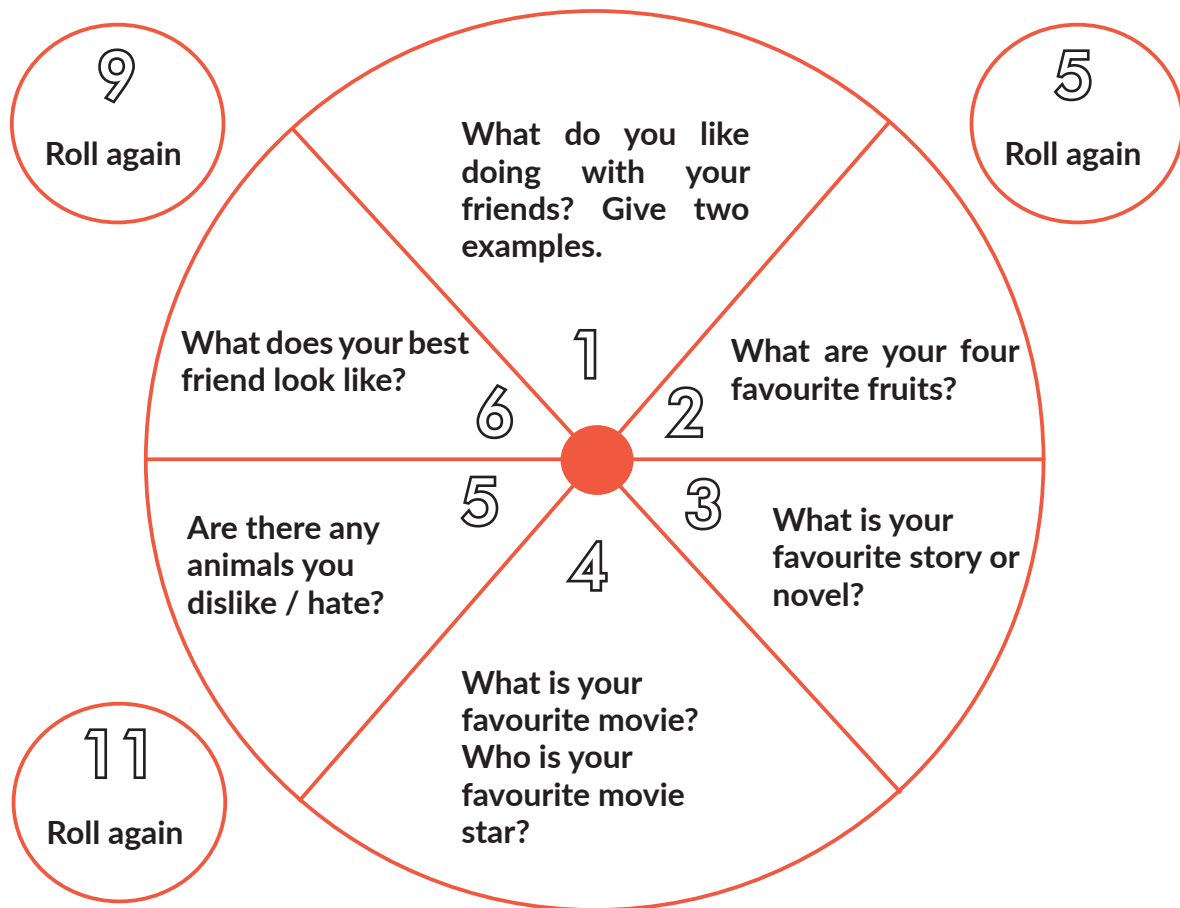 9
Roll again
5
Roll again
What do you like
doing with your
friends? Give two
examples.
1
What are your four
favourite fruits?
2
What is your
favourite story or
novel?
3
4
What is your
favourite movie?
Who is your
favourite movie
star?
5
Are there any
animals you
dislike / hate?
What does your best
friend look like?
6
11
Roll again